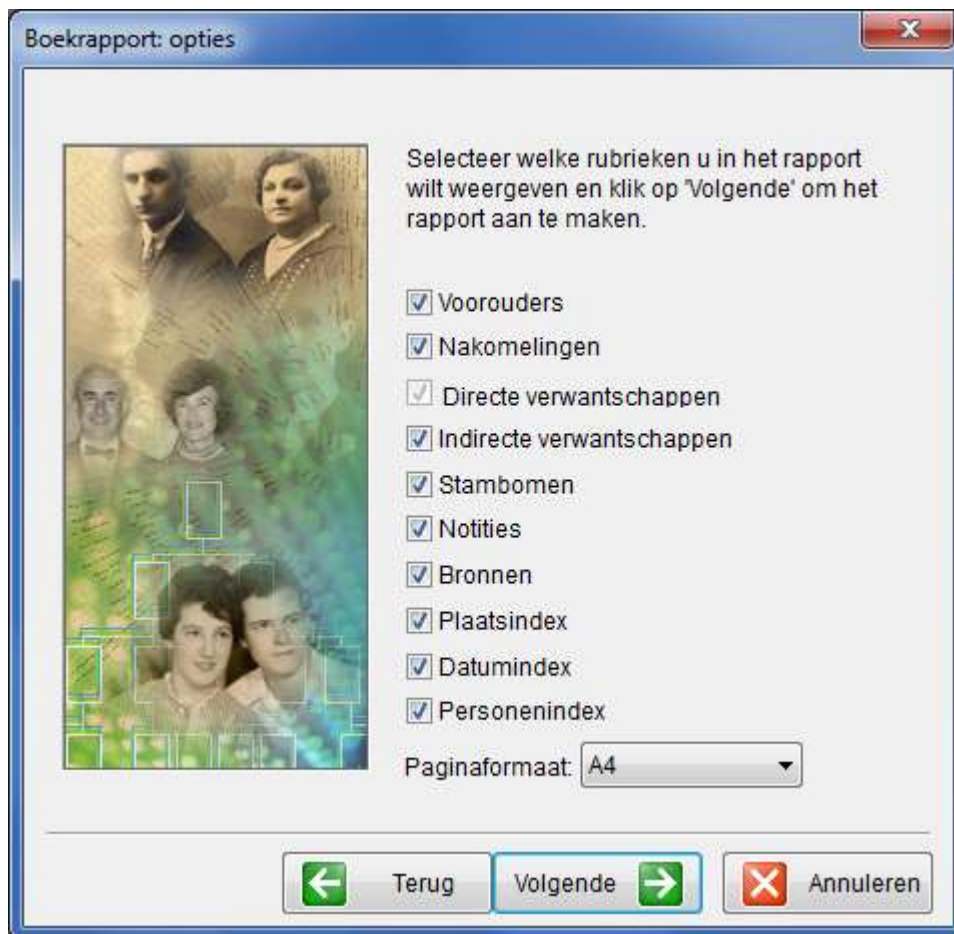 Boekrapport: opties
Selecteer welke rubrieken u in het rapport
wilt weergeven en klik op 'Volgende' om het
rapport aan te maken.
Voorouders
Nakomelingen
Directe verwantschappen
Indirecte verwantschappen
Stambomen
Notities
Bronnen
Plaatsindex
Datumindex
Personenindex
Paginaformaat: A4
Terug Volgende Annuleren